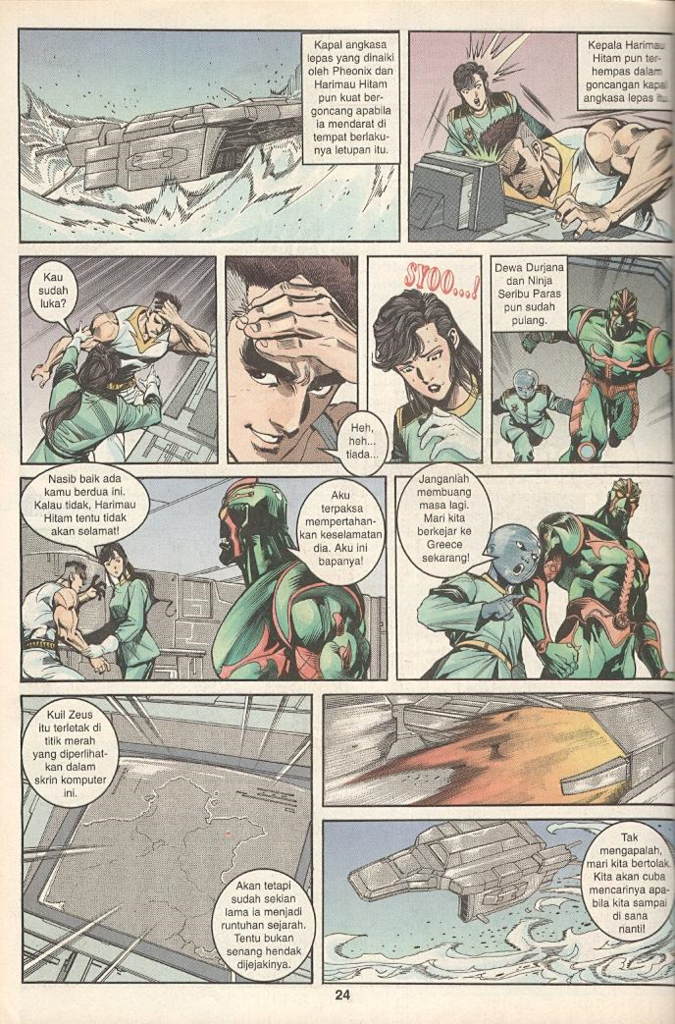 Kapal angkasa
lepas yang dinaiki
oleh Pheonix dan
Harimau Hitam
pun kuat ber-
goncang apabila
ia mendarat di
tempat berlaku-
nya letupan itu.
Kepala Harimau
Hitam pun ter-
hempas dalam
goncangan kapal
angkasa lepas itu.
Kau
sudah
luka?
Heh,
heh...
tiada...
SYOO...!
Dewa Durjana
dan Ninja
Seribu Paras
pun sudah
pulang.
Nasib baik ada
kamu berdua ini.
Kalau tidak, Harimau
Hitam tentu tidak
akan selamat!
Aku
terpaksa
mempertahan-
kan keselamatan
dia. Aku ini
bapanya!
Janganlah
membuang
masa lagi.
Mari kita
berkejar ke
Greece
sekarang!
Kuil Zeus
itu terletak di
titik merah
yang diperlihat-
kan dalam
skrin komputer
ini.
Akan tetapi
sudah sekian
lama ia menjadi
runtuhan sejarah.
Tentu bukan
senang hendak
dijejakinya.
Tak
mengapalah,
mari kita bertolak.
Kita akan cuba
mencarinya apa-
bila kita sampai
di sana
nanti!
24